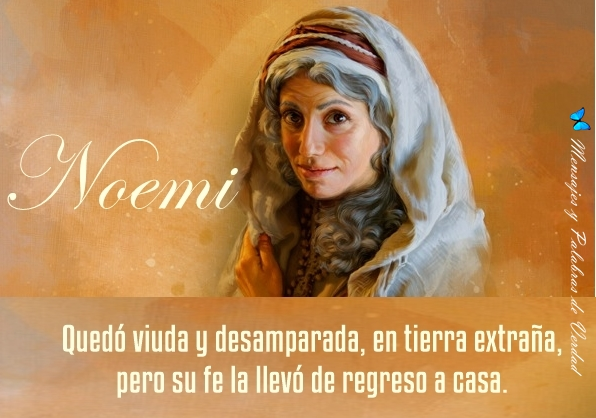 Noemi
Quedó viuda y desamparada, en tierra extraña,
pero su fe la llevó de regreso a casa.
Mensajes y Palabras de Verdad